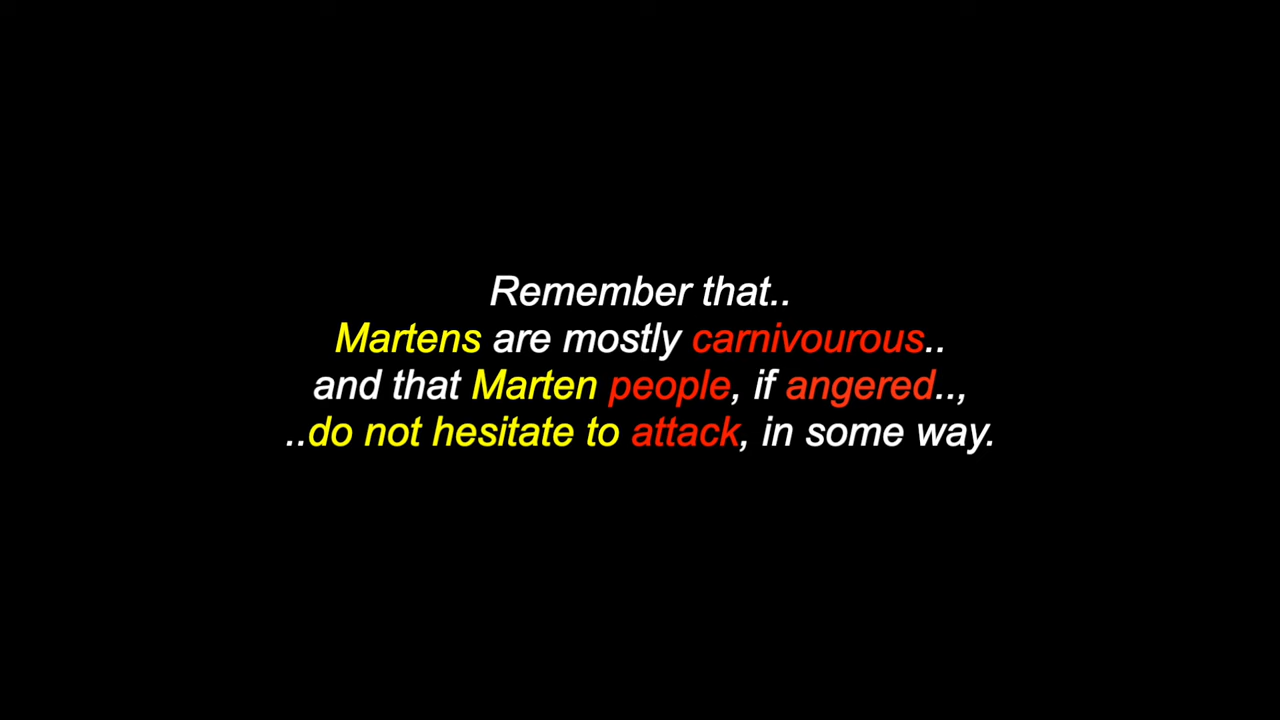 Remember that..
Martens are mostly carnivourous..
and that Marten people, if angered..,
..do not hesitate to attack, in some way.